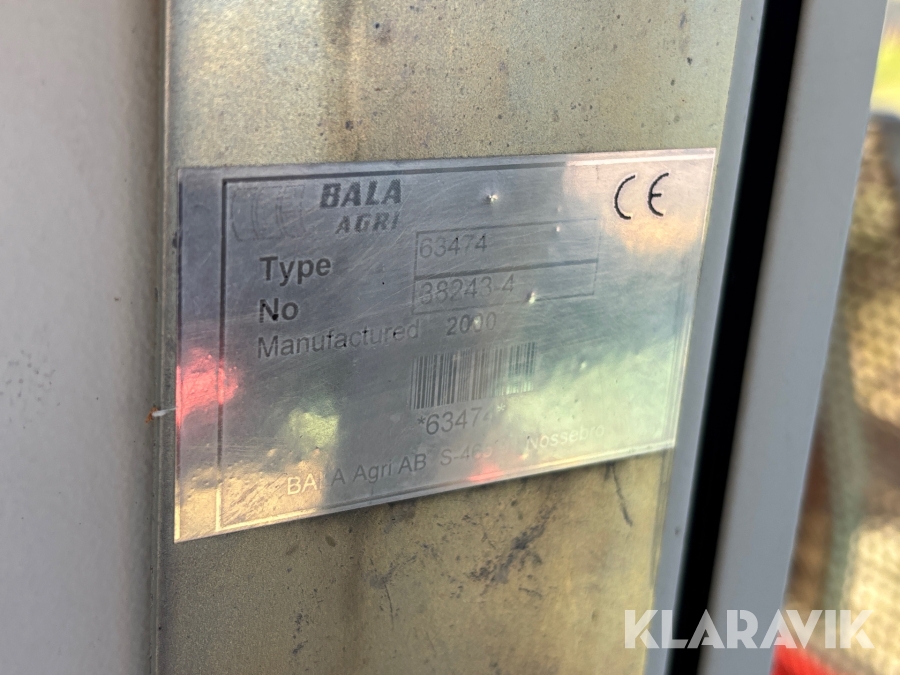 BALA
AGRI
CE
Type 63474
No 38243-4
Manufactured 2000
*63474*
BALA Agri AB Nossebro
KLARAVIK